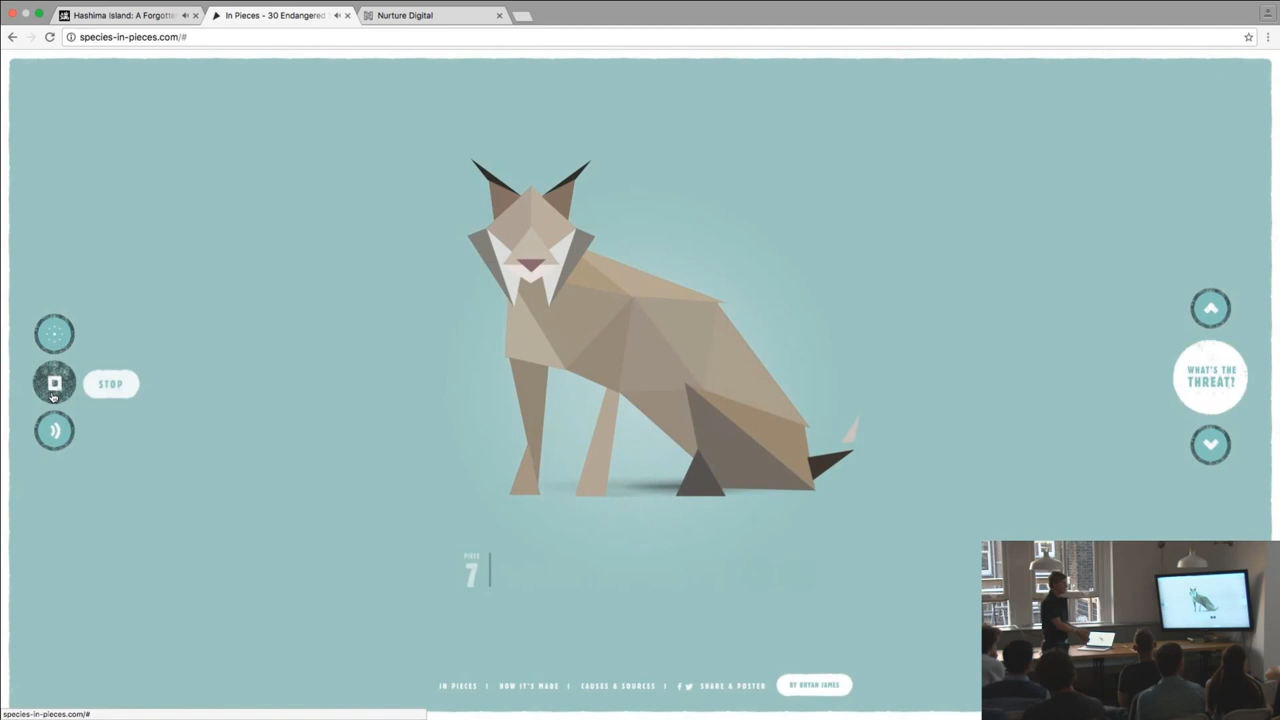 Hashima Island: A Forgotte
In Pieces - 30 Endangered
Nurture Digital
species-in-pieces.com/#
STOP
WHAT'S THE
THREAT?
PIECE
7
IN PIECES
HOW IT'S MADE
CAUSES & SOURCES
SHARE & POSTER
BY BRYAN JAMES
species-in-pieces.com/#